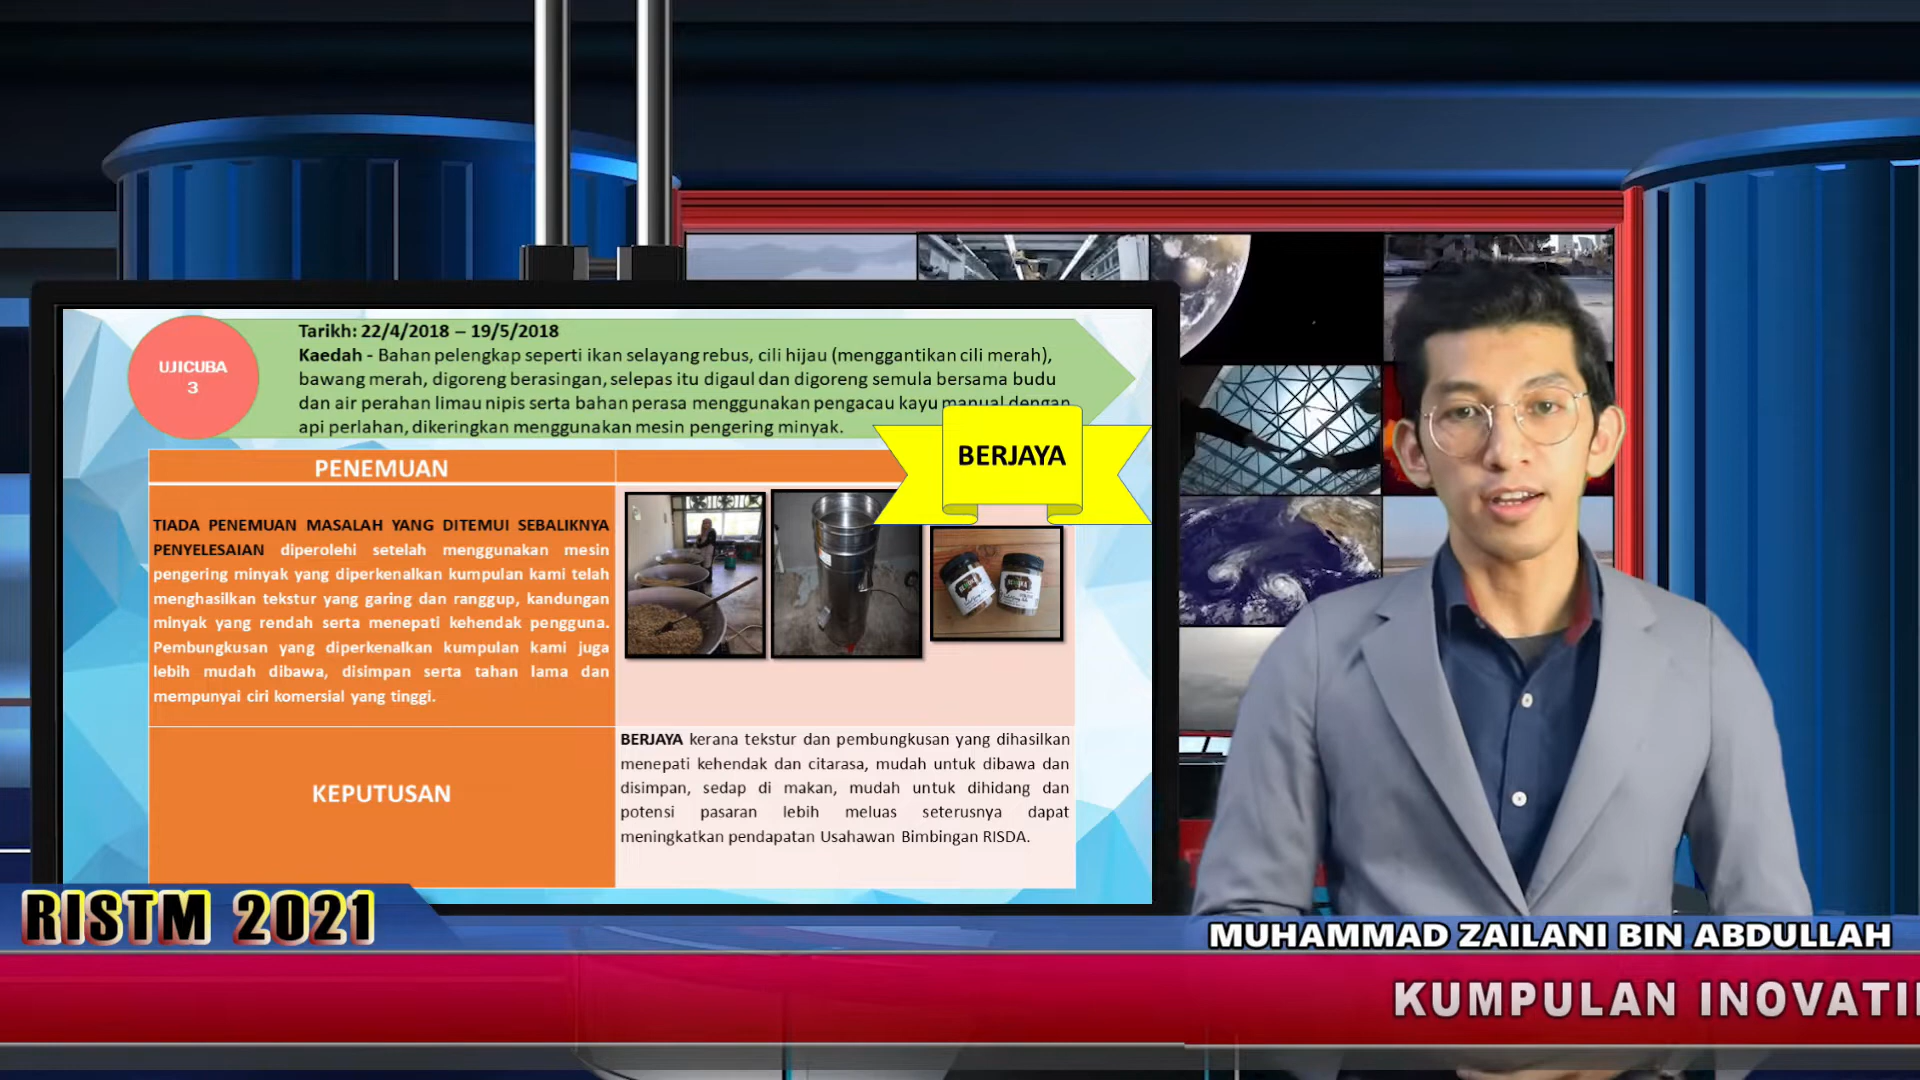 UJICUBA
3
Tarikh: 22/4/2018 – 19/5/2018
Kaedah - Bahan pelengkap seperti ikan selayang rebus, cili hijau (menggantikan cili merah),
bawang merah, digoreng berasingan, selepas itu digaul dan digoreng semula bersama budu
dan air perahan limau nipis serta bahan perasa menggunakan pengacau kayu manual dengan
api perlahan, dikeringkan menggunakan mesin pengering minyak.
BERJAYA
PENEMUAN
TIADA PENEMUAN MASALAH YANG DITEMUI SEBALIKNYA
PENYELESAIAN diperolehi setelah menggunakan mesin
pengering minyak yang diperkenalkan kumpulan kami telah
menghasilkan tekstur yang garing dan ranggup, kandungan
minyak yang rendah serta menepati kehendak pengguna.
Pembungkusan yang diperkenalkan kumpulan kami juga
lebih mudah dibawa, disimpan serta tahan lama dan
mempunyai ciri komersial yang tinggi.
KEPUTUSAN
BERJAYA kerana tekstur dan pembungkusan yang dihasilkan
menepati kehendak dan citarasa, mudah untuk dibawa dan
disimpan, sedap di makan, mudah untuk dihidang dan
potensi pasaran lebih meluas seterusnya dapat
meningkatkan pendapatan Usahawan Bimbingan RISDA.
RISTM 2021
MUHAMMAD ZAILANI BIN ABDULLAH
KUMPULAN INOVATI